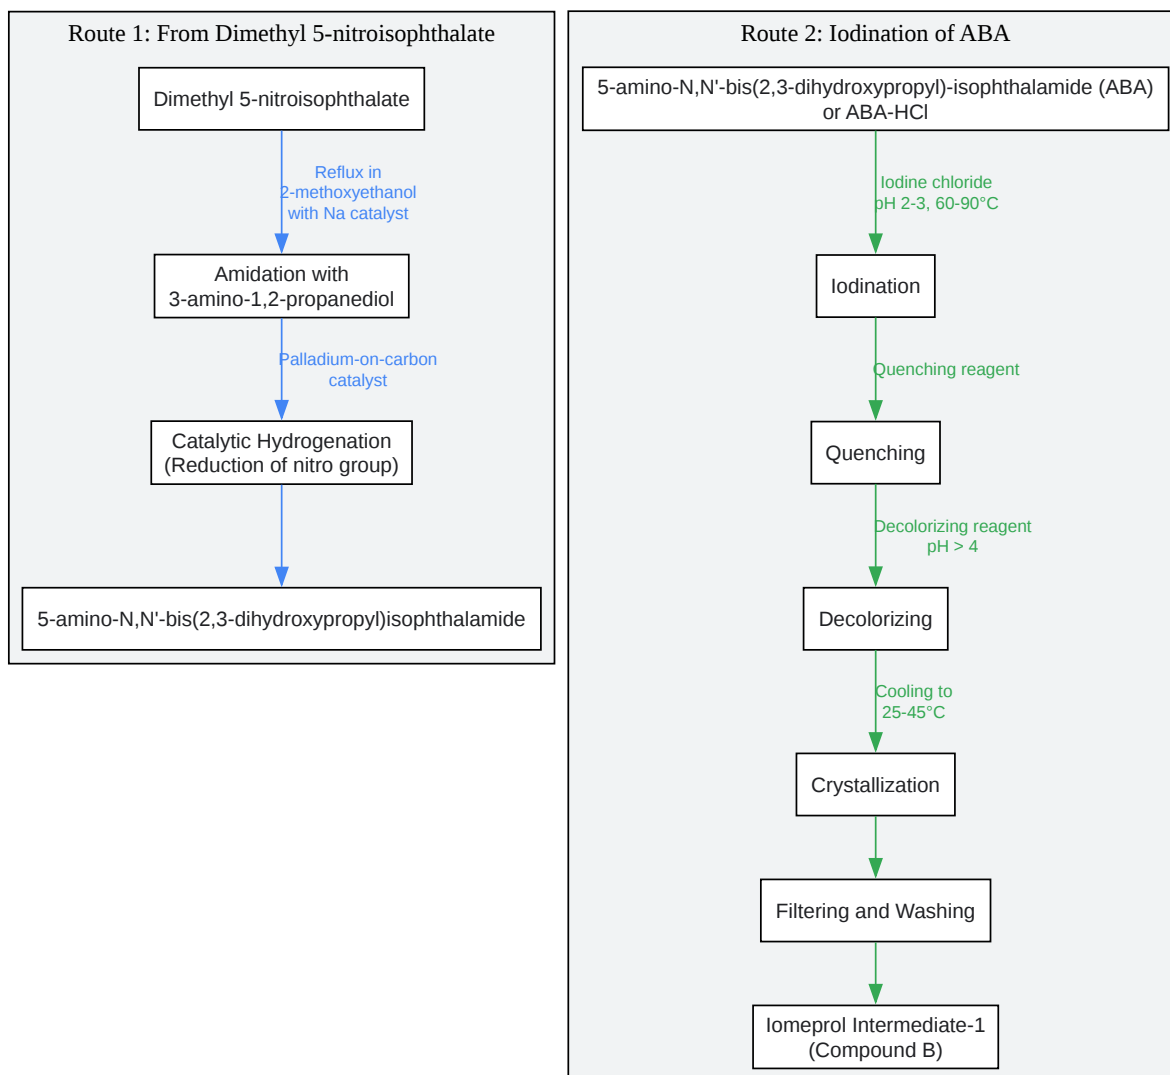 Route 1: From Dimethyl 5-nitroisophthalate
Dimethyl 5-nitroisophthalate
Reflux in
2-methoxyethanol
with Na catalyst
Amidation with
3-amino-1,2-propanediol
Palladium-on-carbon
catalyst
Catalytic Hydrogenation
(Reduction of nitro group)
5-amino-N,N'-bis(2,3-dihydroxypropyl)isophthalamide
Route 2: Iodination of ABA
5-amino-N,N'-bis(2,3-dihydroxypropyl)-isophthalamide (ABA)
or ABA-HCl
Iodine chloride
pH 2-3, 60-90°C
Iodination
Quenching reagent
Quenching
Decolorizing reagent
pH > 4
Decolorizing
Cooling to
25-45°C
Crystallization
Filtering and Washing
Iomeprol Intermediate-1
(Compound B)